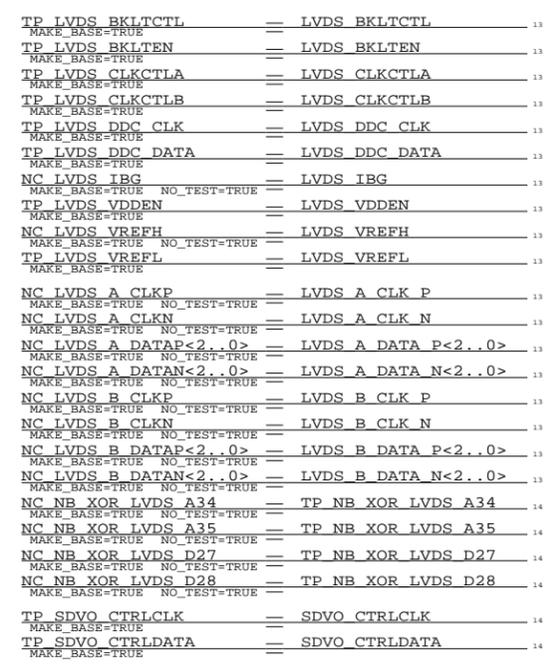 TP_LVDS_BKLTCTL = LVDS_BKLTCTL 13
MAKE_BASE=TRUE
TP_LVDS_BKLTEN = LVDS_BKLTEN 13
MAKE_BASE=TRUE
TP_LVDS_CLKCTLA = LVDS_CLKCTLA 13
MAKE_BASE=TRUE
TP_LVDS_CLKCTLB = LVDS_CLKCTLB 13
MAKE_BASE=TRUE
TP_LVDS_DDC_CLK = LVDS_DDC_CLK 13
MAKE_BASE=TRUE
TP_LVDS_DDC_DATA = LVDS_DDC_DATA 13
MAKE_BASE=TRUE
NC_LVDS_IBG = LVDS_IBG 13
MAKE_BASE=TRUE NO_TEST=TRUE
TP_LVDS_VDDEN = LVDS_VDDEN 13
MAKE_BASE=TRUE
NC_LVDS_VREFH = LVDS_VREFH 13
MAKE_BASE=TRUE NO_TEST=TRUE
TP_LVDS_VREFL = LVDS_VREFL 13
MAKE_BASE=TRUE
NC_LVDS_A_CLKP = LVDS_A_CLK_P 13
MAKE_BASE=TRUE NO_TEST=TRUE
NC_LVDS_A_CLKN = LVDS_A_CLK_N 13
MAKE_BASE=TRUE NO_TEST=TRUE
NC_LVDS_A_DATAP<2..0> = LVDS_A_DATA_P<2..0> 13
MAKE_BASE=TRUE NO_TEST=TRUE
NC_LVDS_A_DATAN<2..0> = LVDS_A_DATA_N<2..0> 13
MAKE_BASE=TRUE NO_TEST=TRUE
NC_LVDS_B_CLKP = LVDS_B_CLK_P 13
MAKE_BASE=TRUE NO_TEST=TRUE
NC_LVDS_B_CLKN = LVDS_B_CLK_N 13
MAKE_BASE=TRUE NO_TEST=TRUE
NC_LVDS_B_DATAP<2..0> = LVDS_B_DATA_P<2..0> 13
MAKE_BASE=TRUE NO_TEST=TRUE
NC_LVDS_B_DATAN<2..0> = LVDS_B_DATA_N<2..0> 13
MAKE_BASE=TRUE NO_TEST=TRUE
NC_NB_XOR_LVDS_A34 = TP_NB_XOR_LVDS_A34 14
MAKE_BASE=TRUE NO_TEST=TRUE
NC_NB_XOR_LVDS_A35 = TP_NB_XOR_LVDS_A35 14
MAKE_BASE=TRUE NO_TEST=TRUE
NC_NB_XOR_LVDS_D27 = TP_NB_XOR_LVDS_D27 14
MAKE_BASE=TRUE NO_TEST=TRUE
NC_NB_XOR_LVDS_D28 = TP_NB_XOR_LVDS_D28 14
MAKE_BASE=TRUE NO_TEST=TRUE
TP_SDVO_CTRLCLK = SDVO_CTRLCLK 14
MAKE_BASE=TRUE
TP_SDVO_CTRLDATA = SDVO_CTRLDATA 14
MAKE_BASE=TRUE